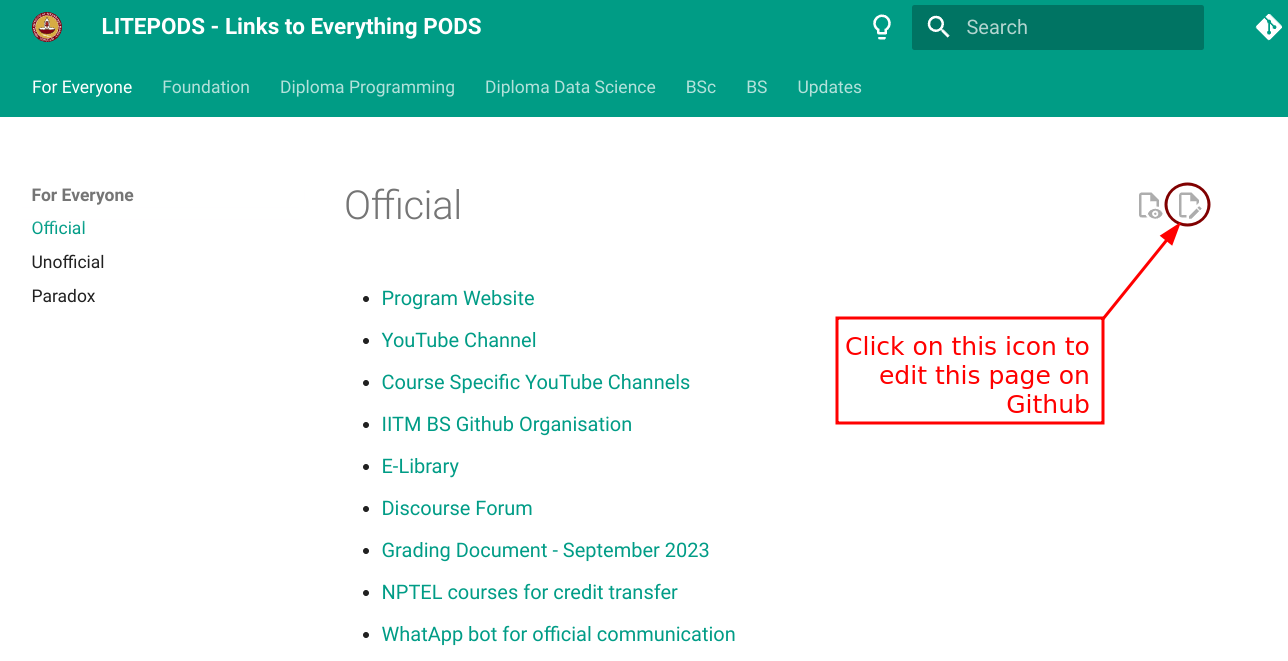 LITEPODS - Links to Everything PODS
Search
For Everyone Foundation Diploma Programming Diploma Data Science BSc BS Updates
For Everyone
Official
Unofficial
Paradox
Official
Program Website
YouTube Channel
Course Specific YouTube Channels
IITM BS Github Organisation
E-Library
Discourse Forum
Grading Document - September 2023
NPTEL courses for credit transfer
WhatApp bot for official communication
Click on this icon to
edit this page on
Github